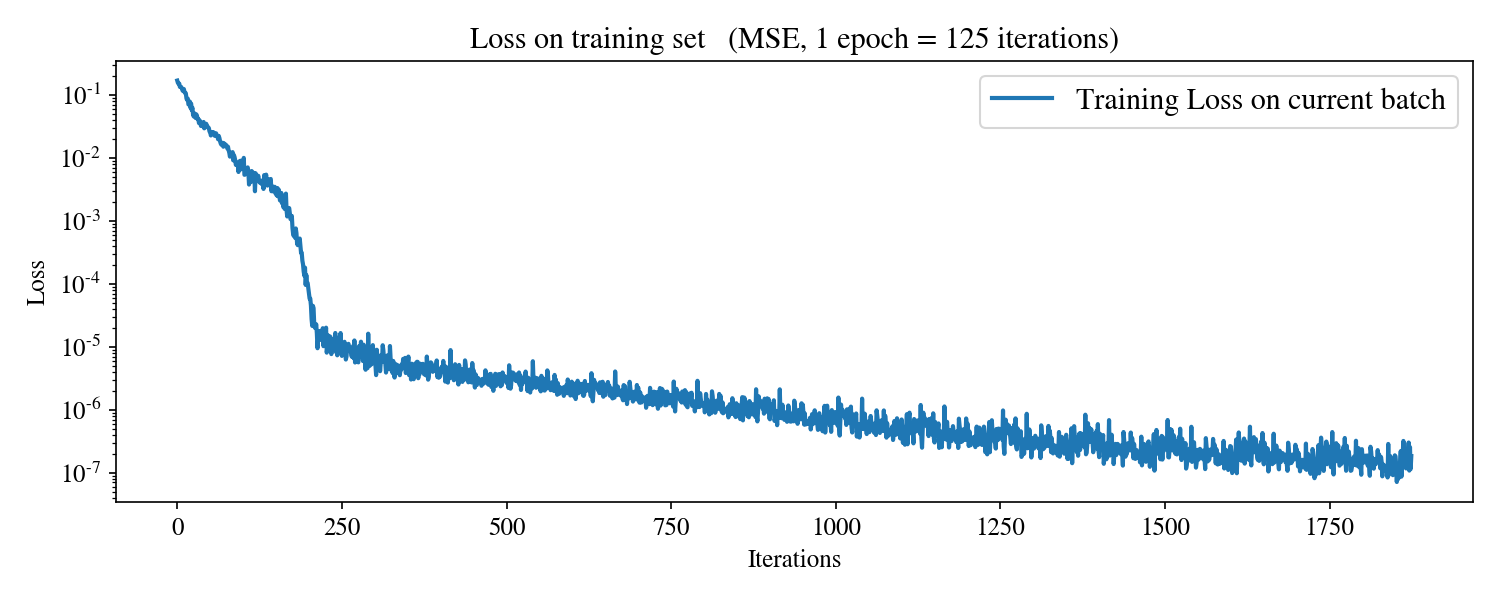 Loss on training set (MSE, 1 epoch = 125 iterations)
Training Loss on current batch
Loss
10^-1
10^-2
10^-3
10^-4
10^-5
10^-6
10^-7
0 250 500 750 1000 1250 1500 1750
Iterations